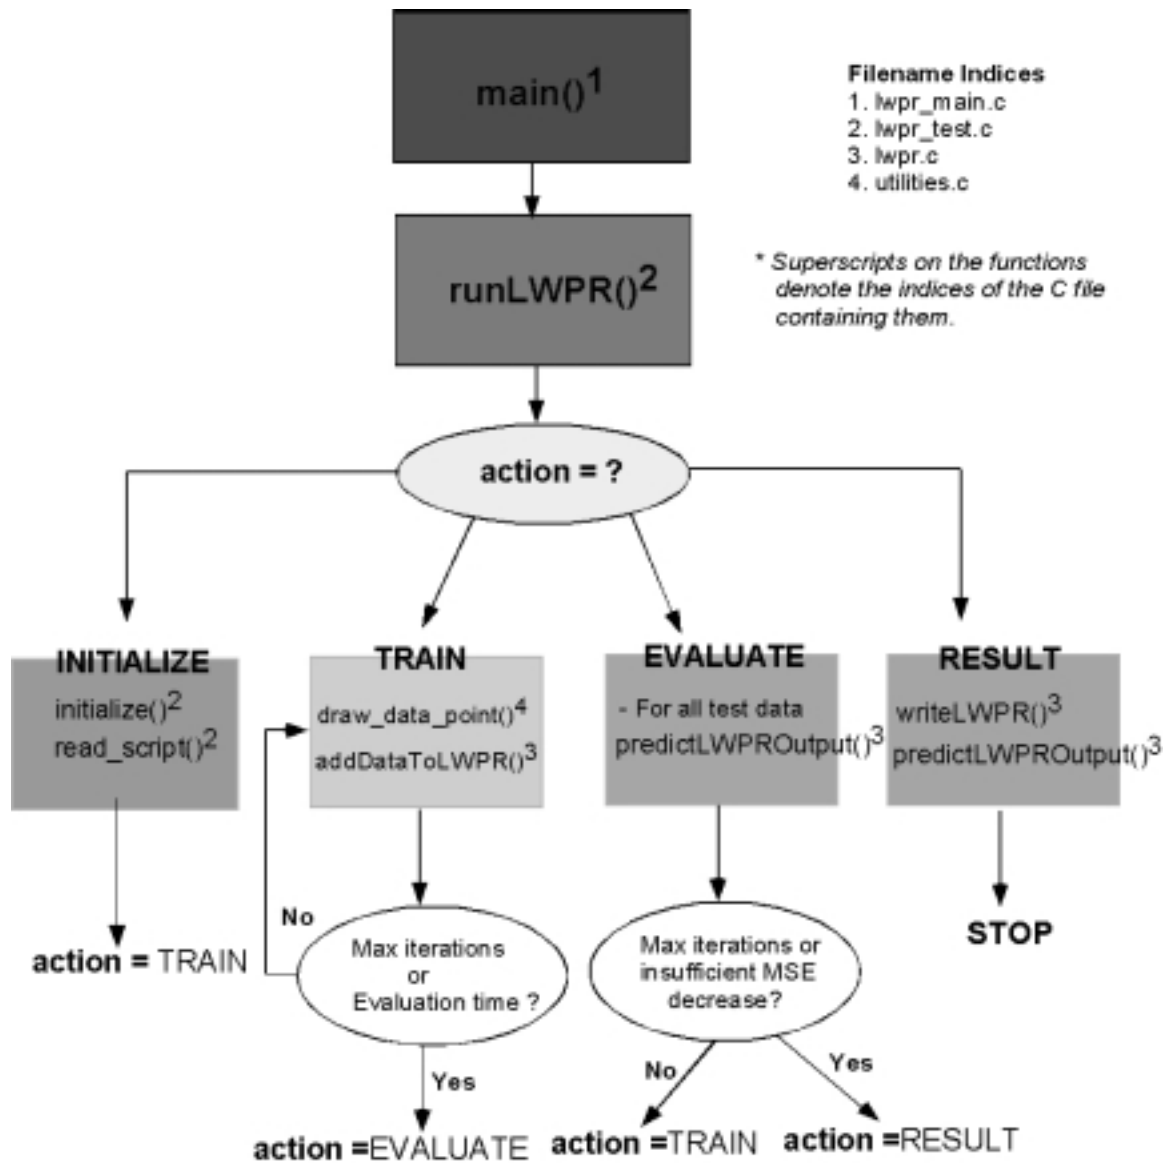 main()1
Filename Indices
1. lwpr_main.c
2. lwpr_test.c
3. lwpr.c
4. utilities.c
runLWPR()2
* Superscripts on the functions
denote the indices of the C file
containing them.
action = ?
INITIALIZE
initialize()2
read_script()2
action = TRAIN
TRAIN
draw_data_point()4
addDataToLWPR()3
No
Max iterations
or
Evaluation time ?
Yes
action =EVALUATE
EVALUATE
- For all test data
predictLWPROutput()3
Max iterations or
insufficient MSE
decrease?
No
action =TRAIN
Yes
action =RESULT
RESULT
writeLWPR()3
predictLWPROutput()3
STOP